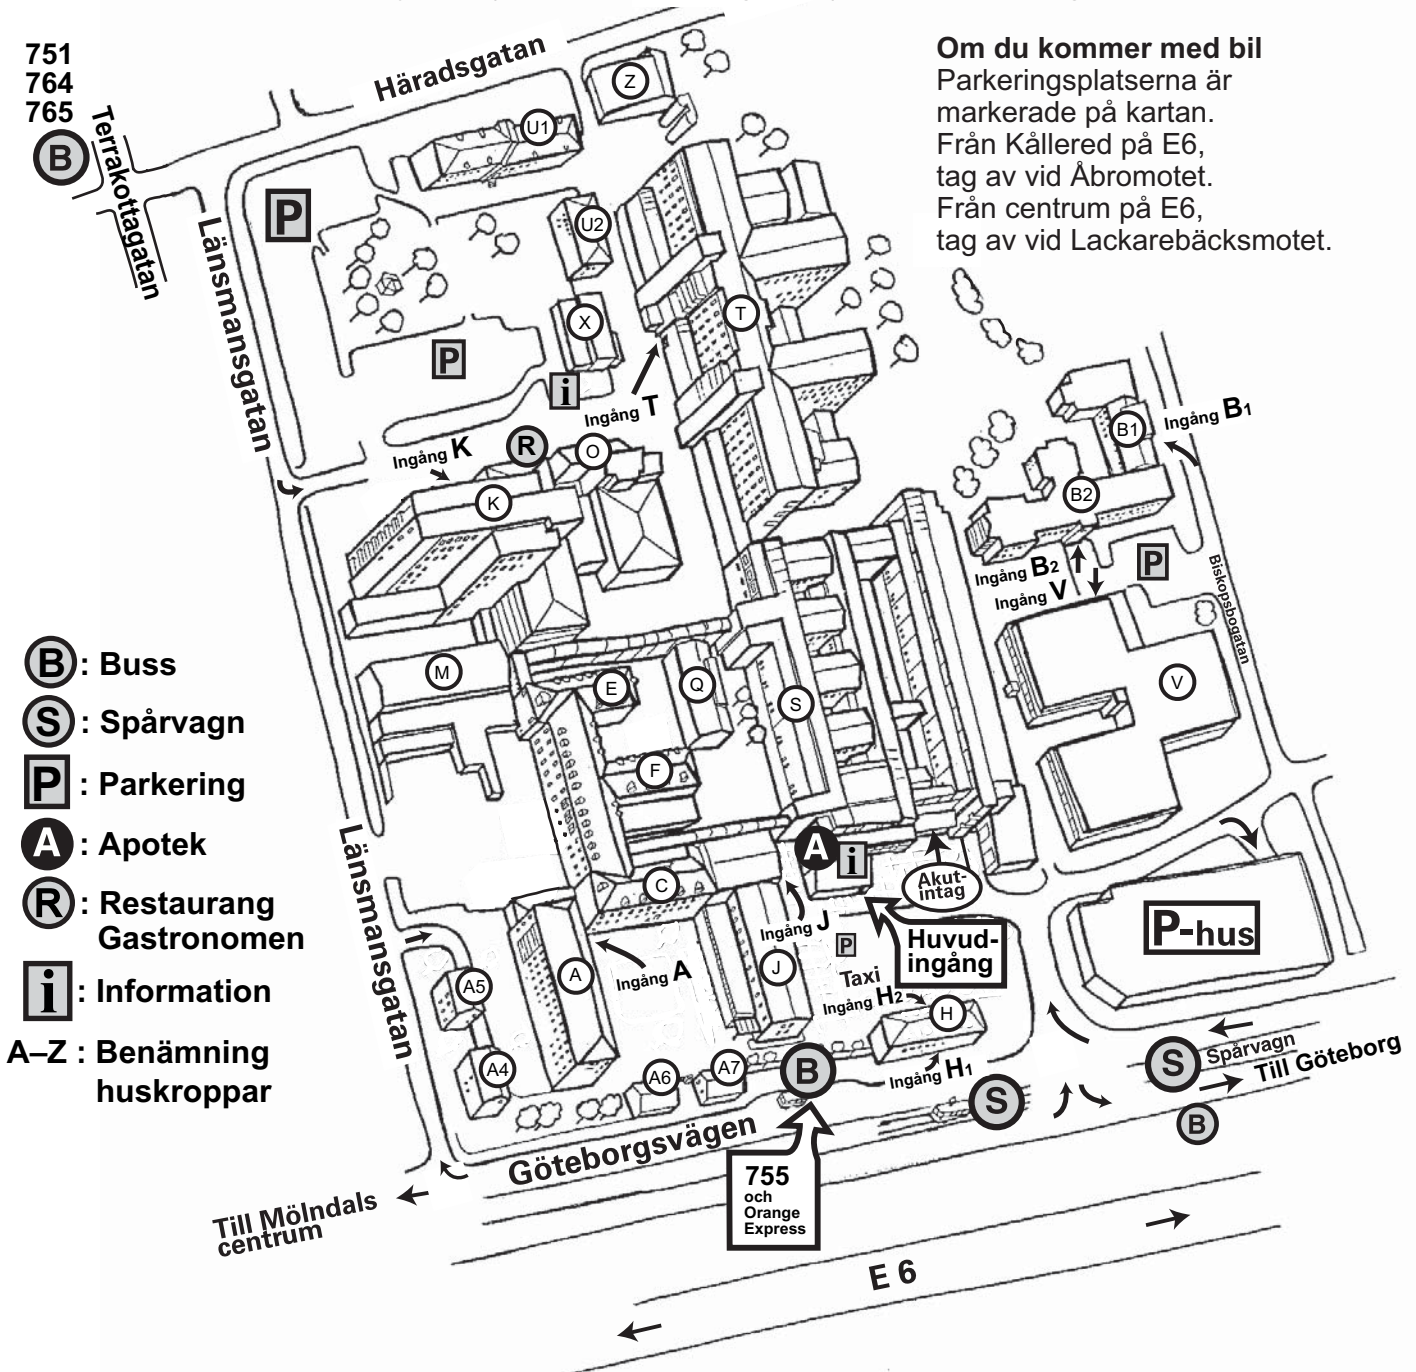 751
764
765
B
Terrakottagatan
Häradsgatan
Om du kommer med bil
Parkeringsplatserna är
markerade på kartan.
Från Kållered på E6,
tag av vid Åbromotet.
Från centrum på E6,
tag av vid Lackarebäcksmotet.
Z
U1
P
U2
Länsmansgatan
X
T
P
i
Ingång T
Ingång K
R
O
K
B1
Ingång B1
B2
Ingång B2
Ingång V
P
Biskopsbogatan
B : Buss
S : Spårvagn
P : Parkering
A : Apotek
R : Restaurang
Gastronomen
i : Information
A–Z : Benämning
huskroppar
M
E
Q
S
V
F
A
i
Akut-
intag
C
Länsmansgatan
Ingång J
Huvud-
ingång
P-hus
P
Taxi
A
Ingång A
J
A5
Ingång H2
H
A4
A6
A7
B
Ingång H1
S
S
Spårvagn
Till Göteborg
B
Göteborgsvägen
755
och
Orange
Express
Till Mölndals
centrum
E 6